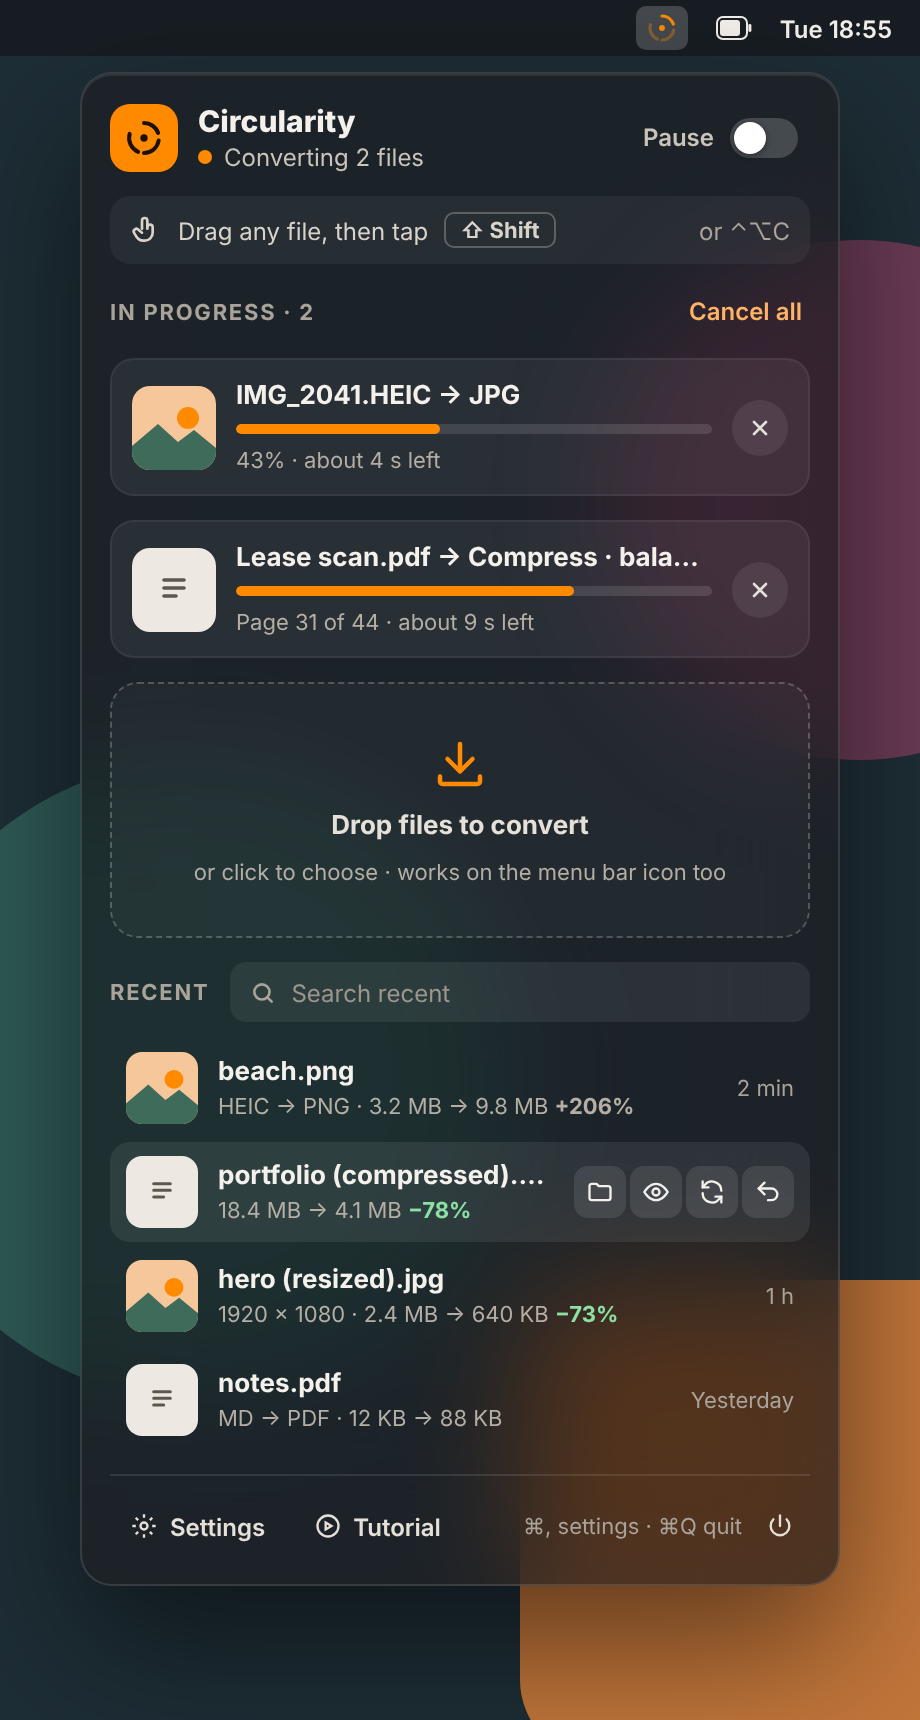 Tue 18:55
Circularity
Converting 2 files
Pause
Drag any file, then tap ⇧ Shift or ⌃⌥C
IN PROGRESS · 2
Cancel all
IMG_2041.HEIC → JPG
43% · about 4 s left
Lease scan.pdf → Compress · bala…
Page 31 of 44 · about 9 s left
Drop files to convert
or click to choose · works on the menu bar icon too
RECENT
Search recent
beach.png
HEIC → PNG · 3.2 MB → 9.8 MB +206%
2 min
portfolio (compressed)....
18.4 MB → 4.1 MB −78%
hero (resized).jpg
1920 × 1080 · 2.4 MB → 640 KB −73%
1 h
notes.pdf
MD → PDF · 12 KB → 88 KB
Yesterday
Settings
Tutorial
⌘, settings · ⌘Q quit